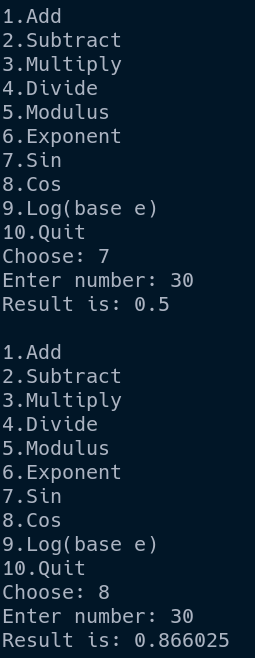 1.Add
2.Subtract
3.Multiply
4.Divide
5.Modulus
6.Exponent
7.Sin
8.Cos
9.Log(base e)
10.Quit
Choose: 7
Enter number: 30
Result is: 0.5

1.Add
2.Subtract
3.Multiply
4.Divide
5.Modulus
6.Exponent
7.Sin
8.Cos
9.Log(base e)
10.Quit
Choose: 8
Enter number: 30
Result is: 0.866025